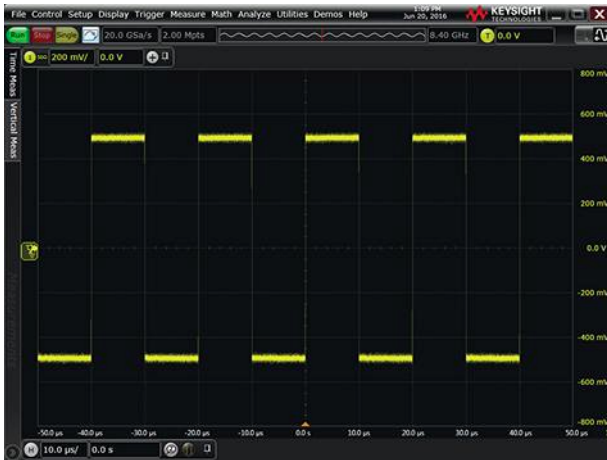 File Control Setup Display Trigger Measure Math Analyze Utilities Demos Help
1:09 PM
Jun 20, 2016
KEYSIGHT
TECHNOLOGIES
Run Stop Single 20.0 GSa/s 2.00 Mpts 8.40 GHz T 0.0 V
1 200 mV/ 0.0 V
Time Meas
Vertical Meas
Measurements
800 mV
600 mV
400 mV
200 mV
0.0 V
-200 mV
-400 mV
-600 mV
-800 mV
-50.0 µs -40.0 µs -30.0 µs -20.0 µs -10.0 µs 0.0 s 10.0 µs 20.0 µs 30.0 µs 40.0 µs 50.0 µs
H 10.0 µs/ 0.0 s